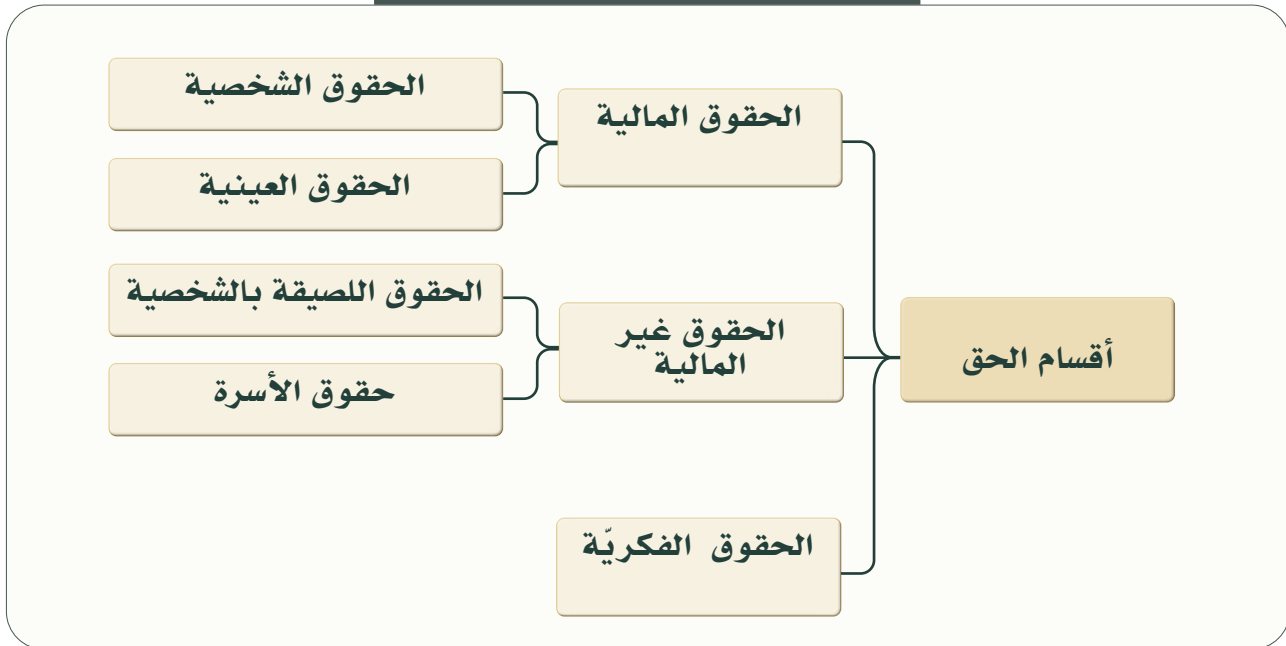 أقسام الحق
الحقوق المالية
الحقوق الشخصية
الحقوق العينية
الحقوق غير
المالية
الحقوق اللصيقة بالشخصية
حقوق الأسرة
الحقوق الفكريّة